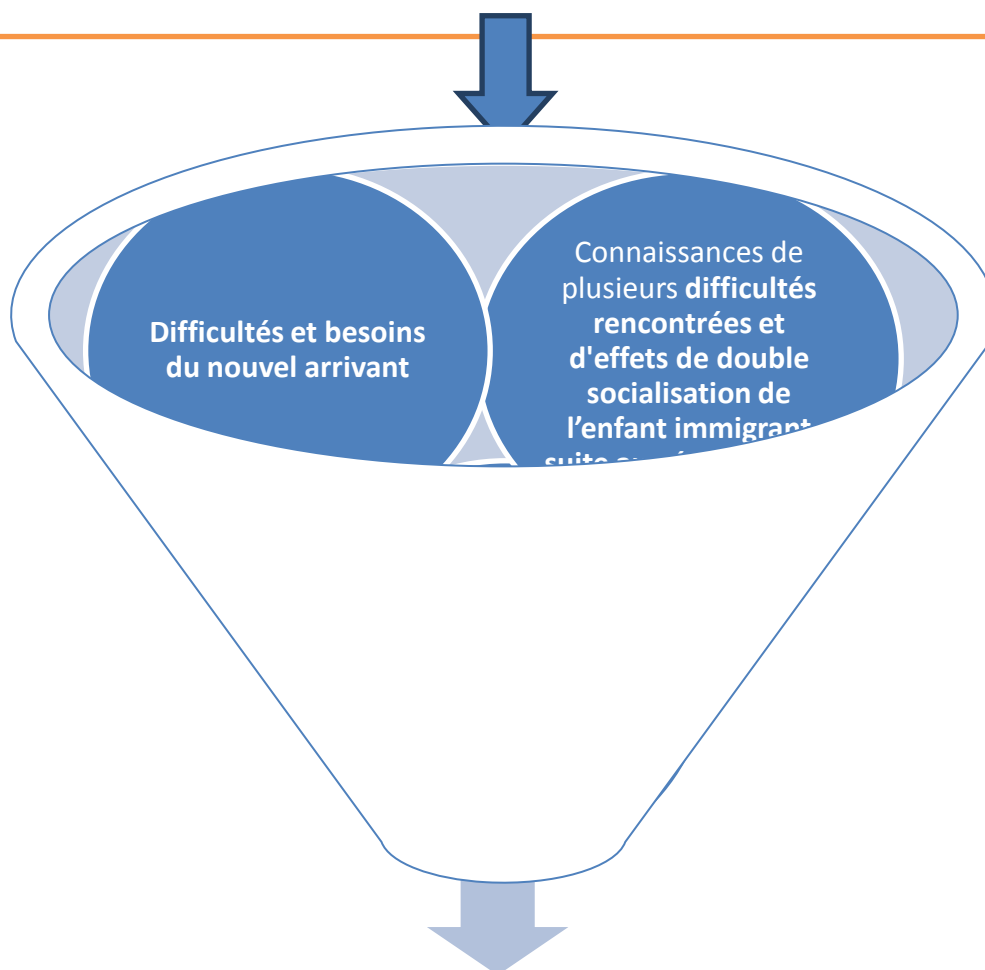 Difficultés et besoins
du nouvel arrivant
Connaissances de
plusieurs difficultés
rencontrées et
d'effets de double
socialisation de
l’enfant immigrant
suite